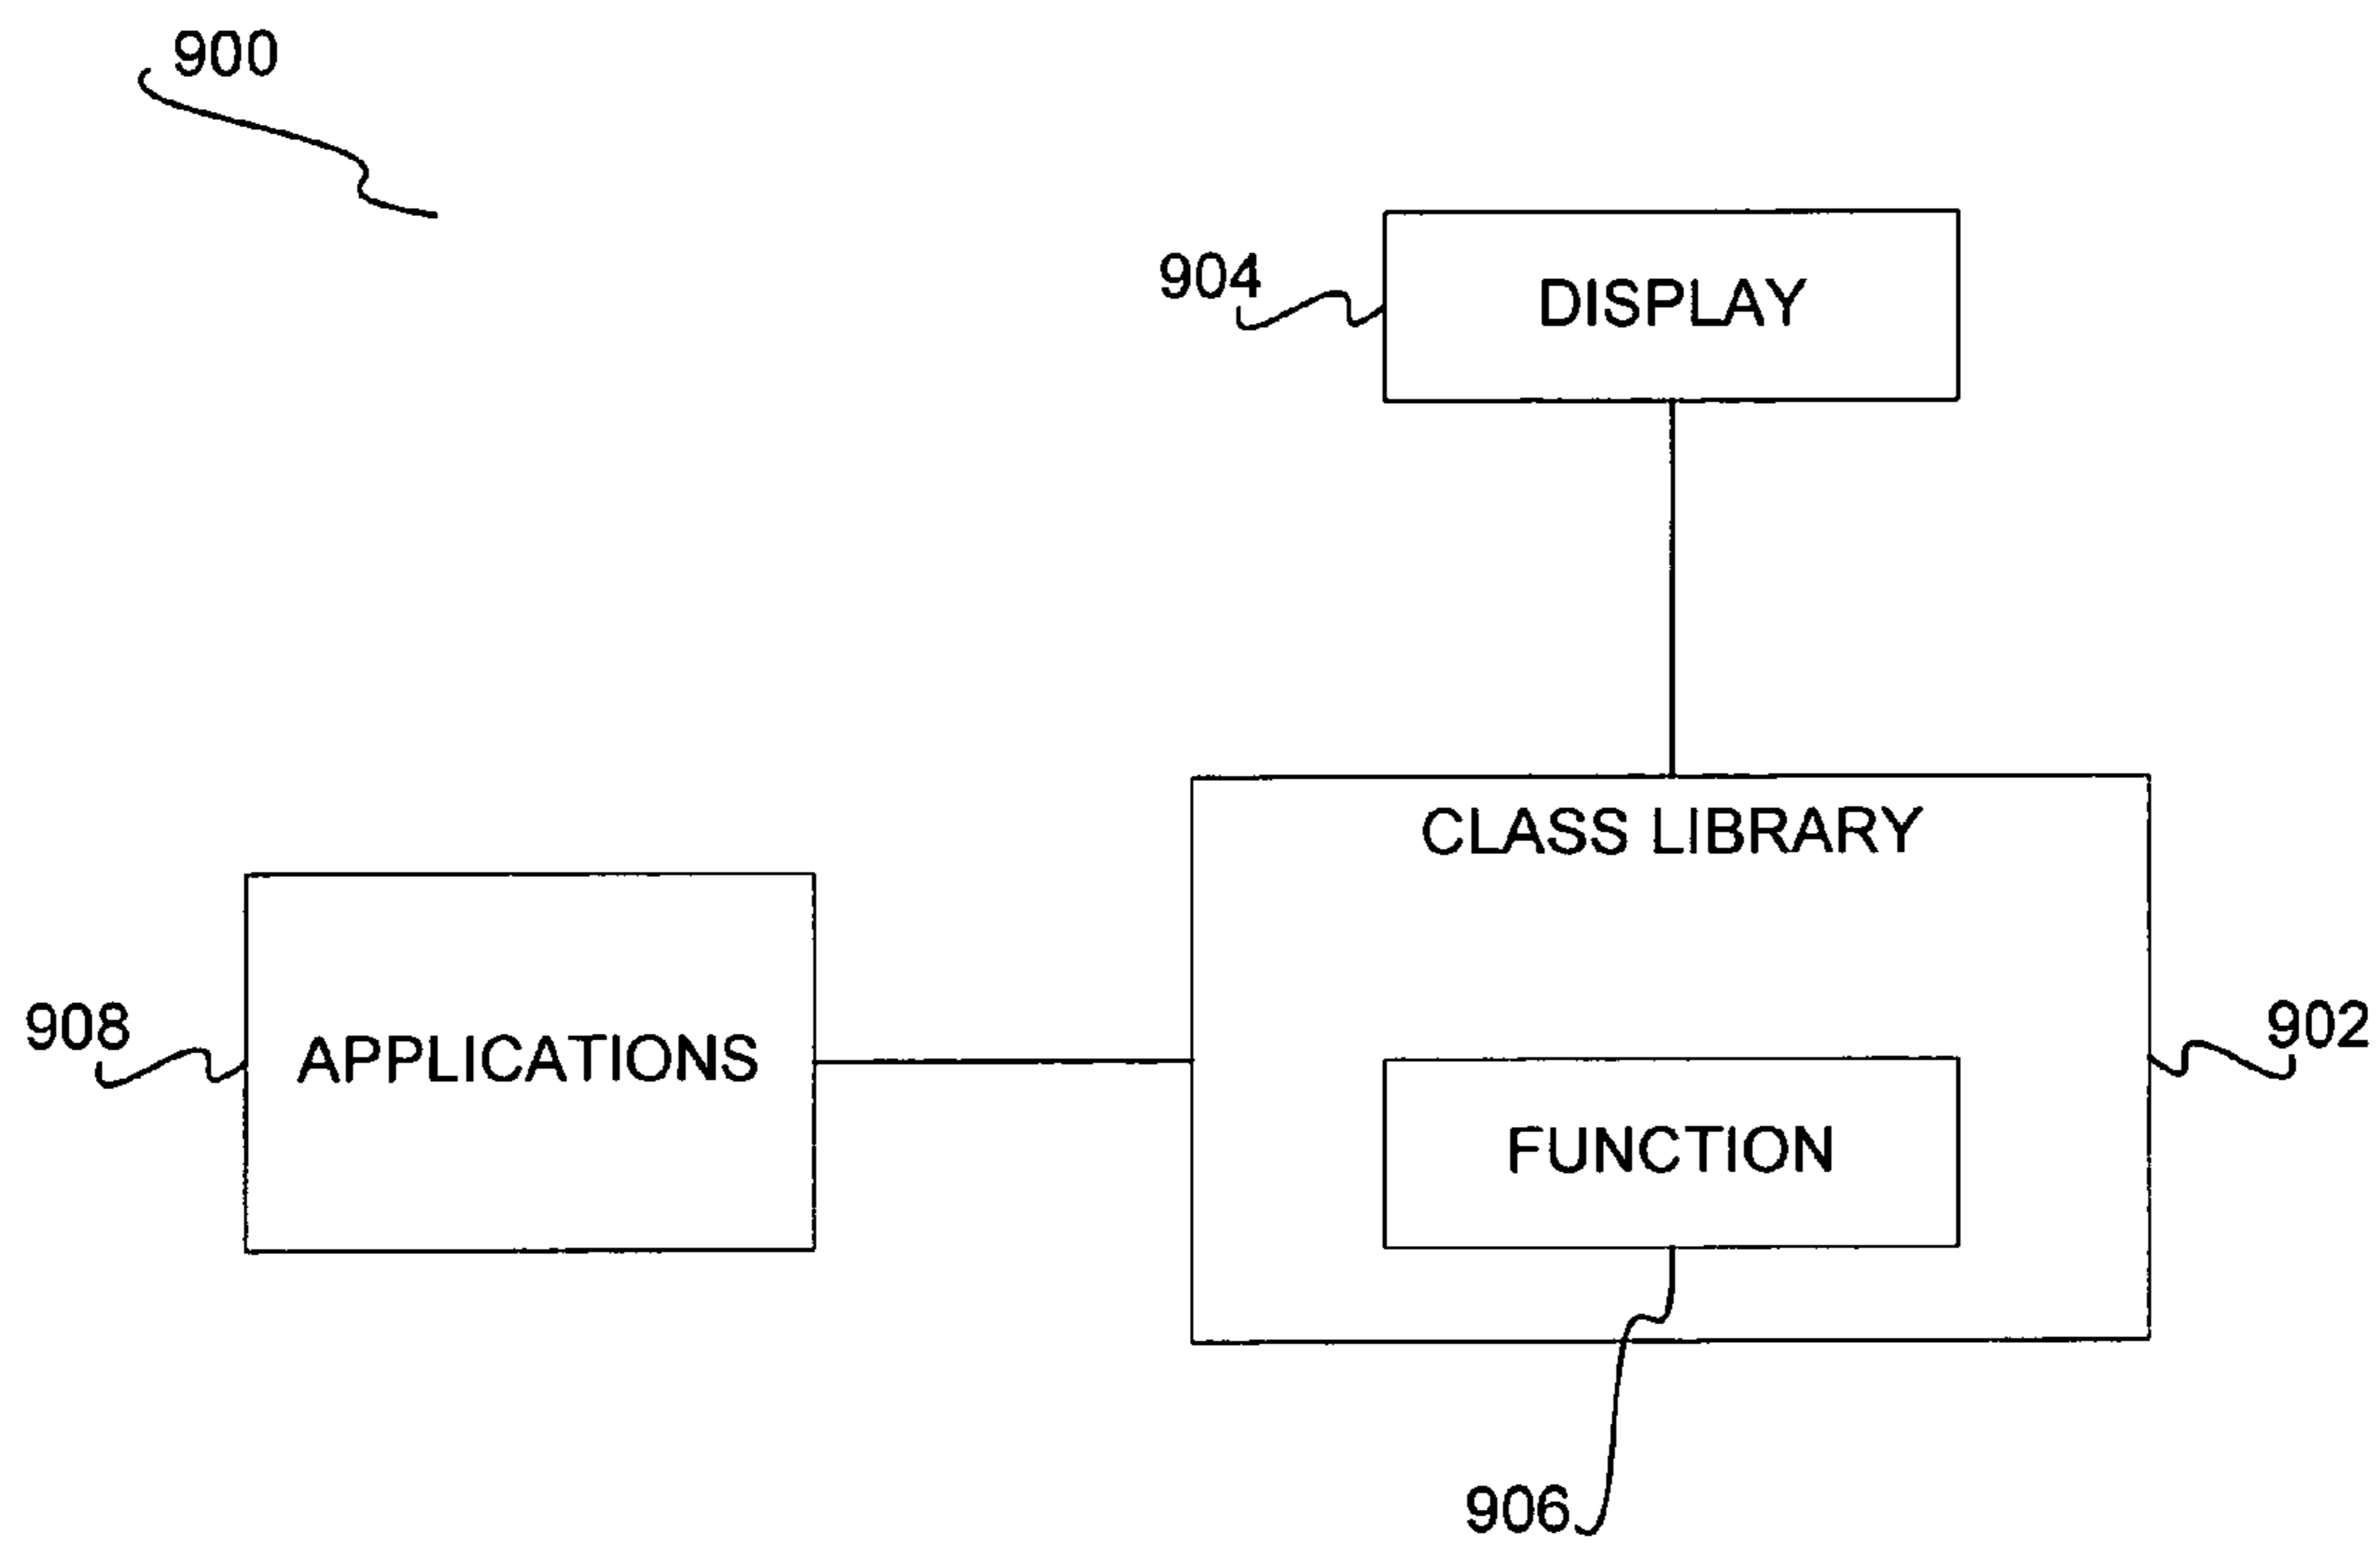 900
904
DISPLAY
CLASS LIBRARY
908
APPLICATIONS
902
FUNCTION
906